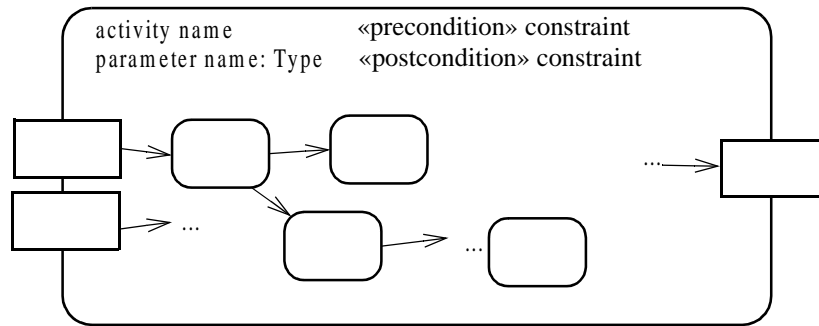 activity name «precondition» constraint
parameter name: Type «postcondition» constraint
...
...
...